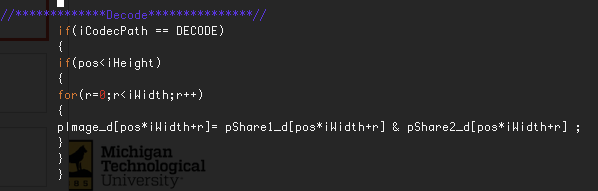 //*************Decode***************//
if(iCodecPath == DECODE)
{
if(pos<iHeight)
{
for(r=0;r<iWidth;r++)
{
pImage_d[pos*iWidth+r]= pShare1_d[pos*iWidth+r] & pShare2_d[pos*iWidth+r] ;
}
}
}
Michigan
Technological
University